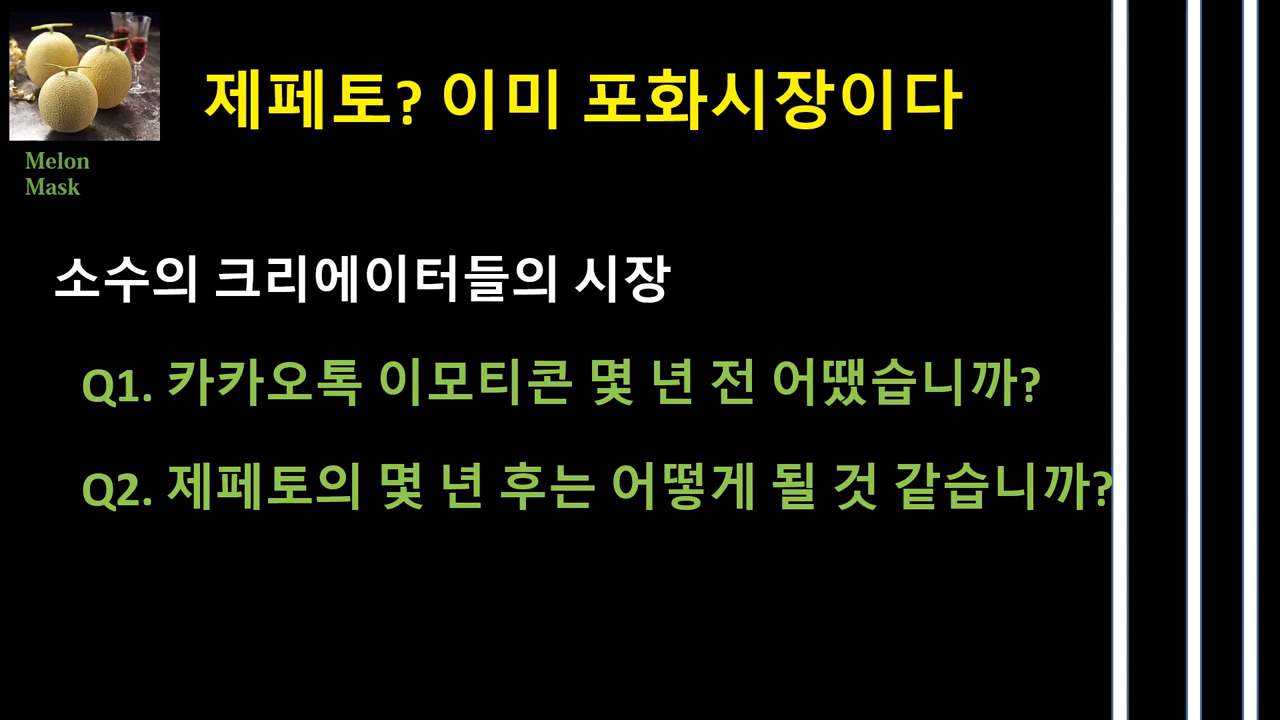 제페토? 이미 포화시장이다
Melon
Mask
소수의 크리에이터들의 시장
Q1. 카카오톡 이모티콘 몇 년 전 어땠습니까?
Q2. 제페토의 몇 년 후는 어떻게 될 것 같습니까?